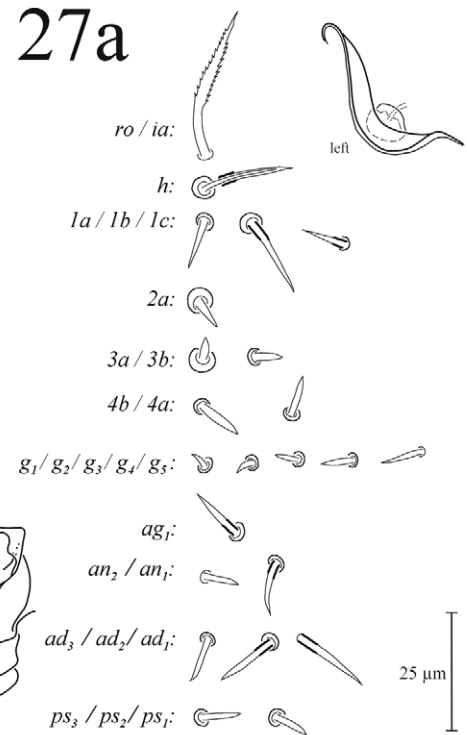 27a
ro / ia:
left
h:
1a / 1b / 1c:
2a:
3a / 3b:
4b / 4a:
g₁/ g₂/ g₃/ g₄/ g₅:
ag₁:
an₂ / an₁:
ad₃ / ad₂/ ad₁:
25 µm
ps₃ / ps₂/ ps₁: